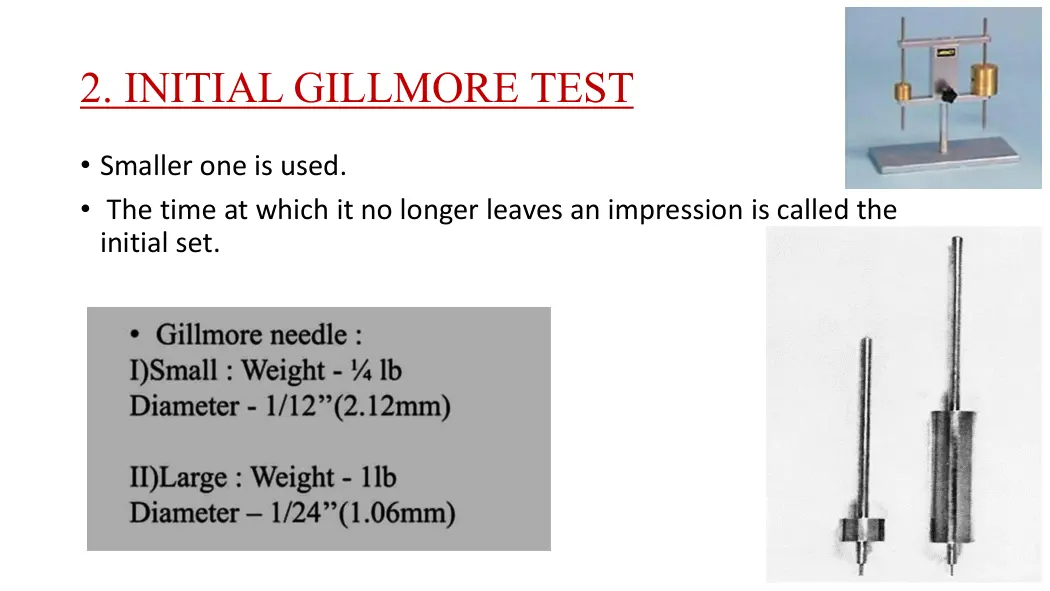 2. INITIAL GILLMORE TEST
• Smaller one is used.
• The time at which it no longer leaves an impression is called the
initial set.
• Gillmore needle :
I)Small : Weight - ¼ lb
Diameter - 1/12”(2.12mm)
II)Large : Weight - 1lb
Diameter – 1/24”(1.06mm)